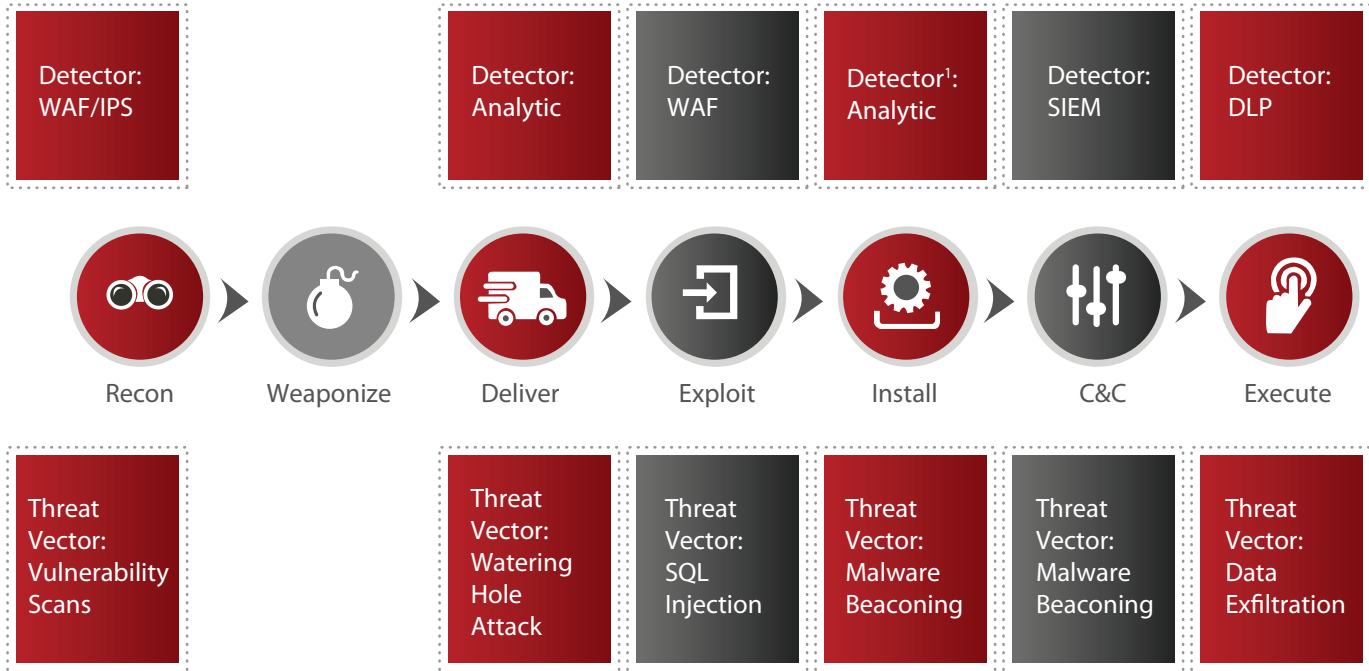 Detector:
WAF/IPS
Detector:
Analytic
Detector:
WAF
Detector¹:
Analytic
Detector:
SIEM
Detector:
DLP
Recon
Weaponize
Deliver
Exploit
Install
C&C
Execute
Threat
Vector:
Vulnerability
Scans
Threat
Vector:
Watering
Hole
Attack
Threat
Vector:
SQL
Injection
Threat
Vector:
Malware
Beaconing
Threat
Vector:
Malware
Beaconing
Threat
Vector:
Data
Exfiltration